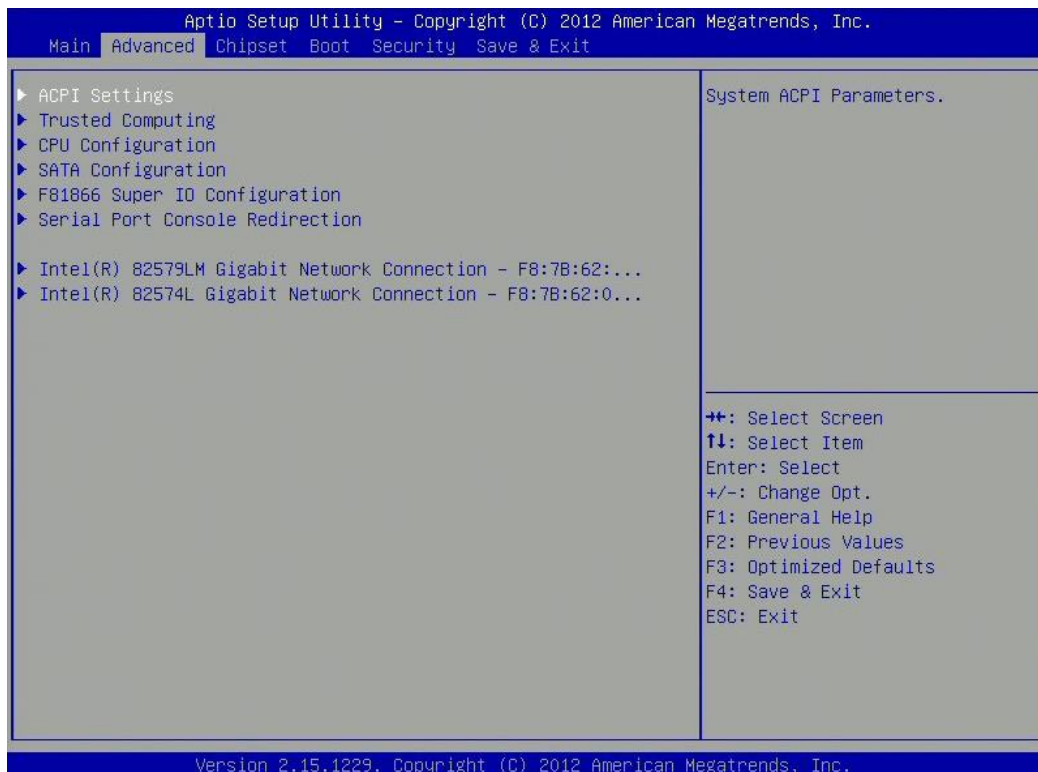 Aptio Setup Utility – Copyright (C) 2012 American Megatrends, Inc.
Main Advanced Chipset Boot Security Save & Exit
▶ ACPI Settings
▶ Trusted Computing
▶ CPU Configuration
▶ SATA Configuration
▶ F81866 Super IO Configuration
▶ Serial Port Console Redirection
▶ Intel(R) 82579LM Gigabit Network Connection – F8:7B:62:...
▶ Intel(R) 82574L Gigabit Network Connection – F8:7B:62:0...
System ACPI Parameters.
→←: Select Screen
↑↓: Select Item
Enter: Select
+/-: Change Opt.
F1: General Help
F2: Previous Values
F3: Optimized Defaults
F4: Save & Exit
ESC: Exit
Version 2.15.1229. Copyright (C) 2012 American Megatrends, Inc.